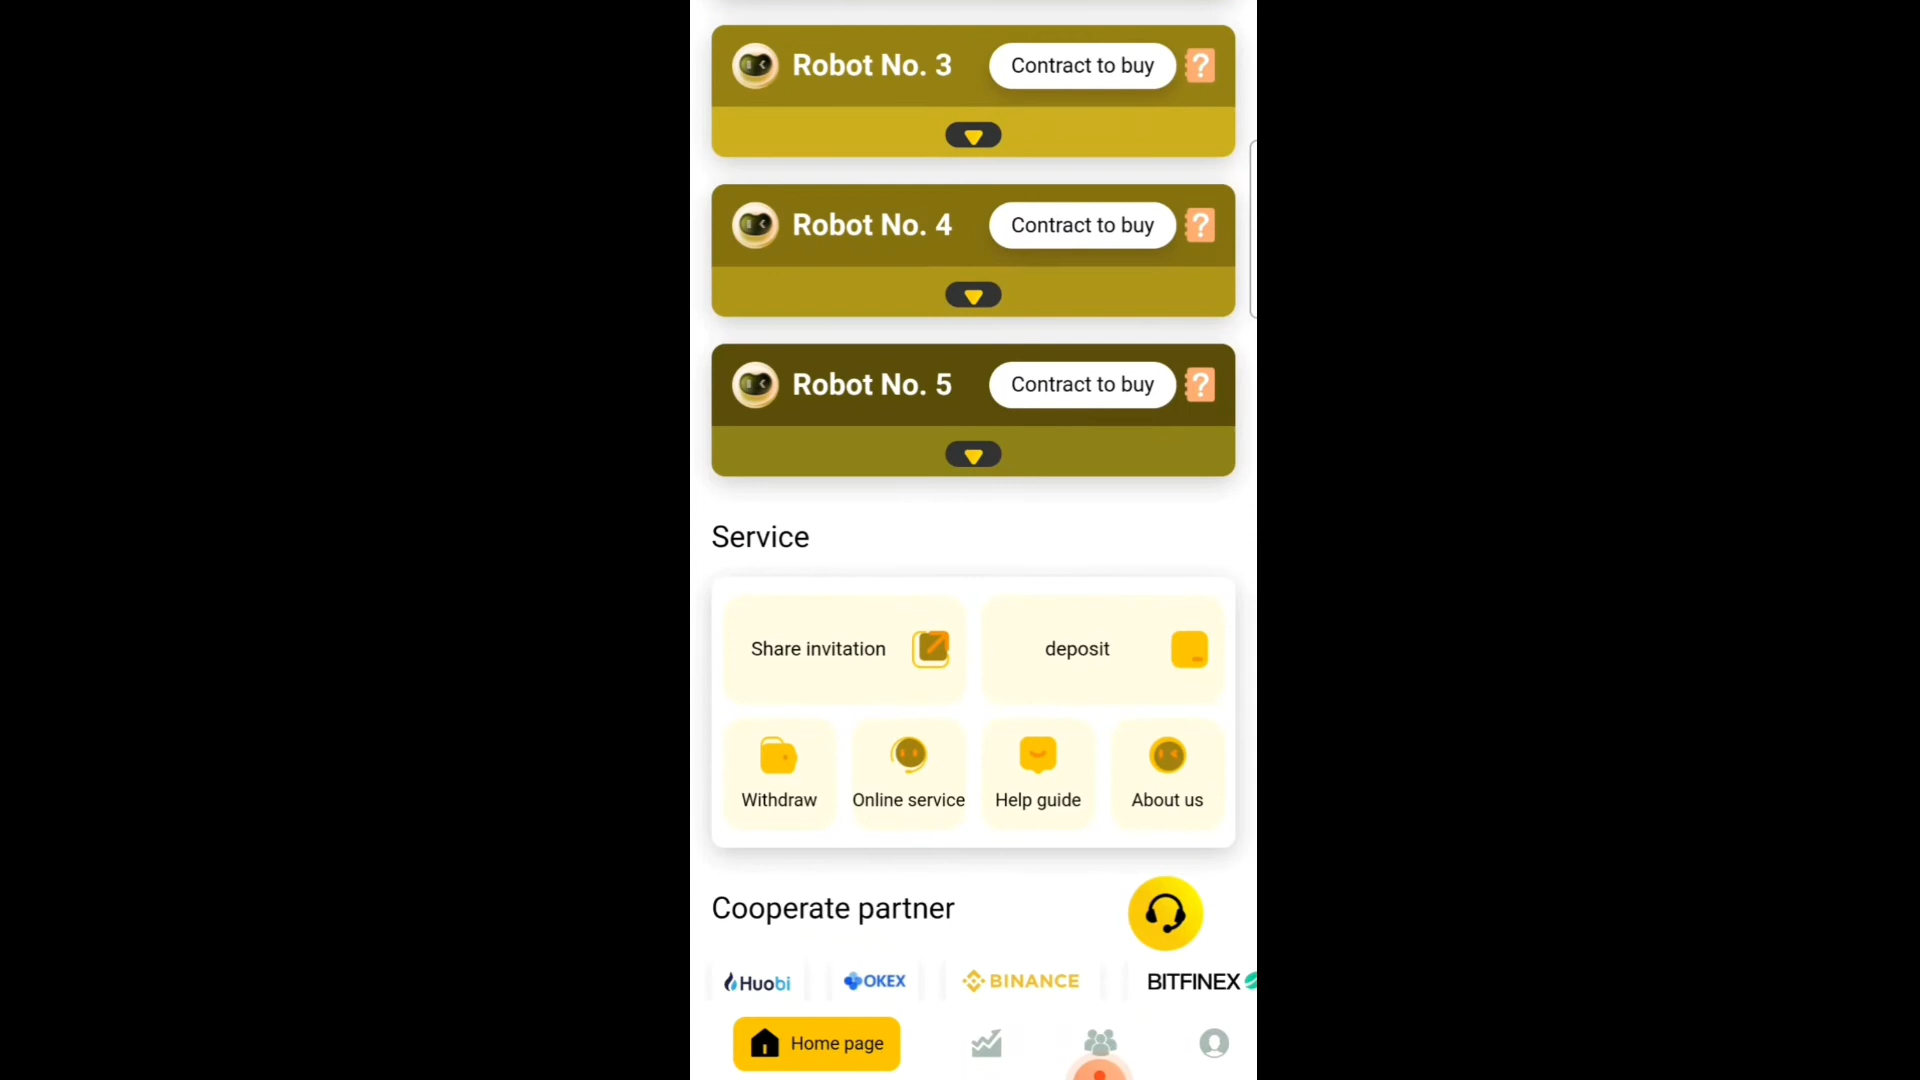 Robot No. 3
Contract to buy
?
Robot No. 4
Contract to buy
?
Robot No. 5
Contract to buy
?
Service
Share invitation
deposit
Withdraw
Online service
Help guide
About us
Cooperate partner
Huobi
OKEX
BINANCE
BITFINEX
Home page